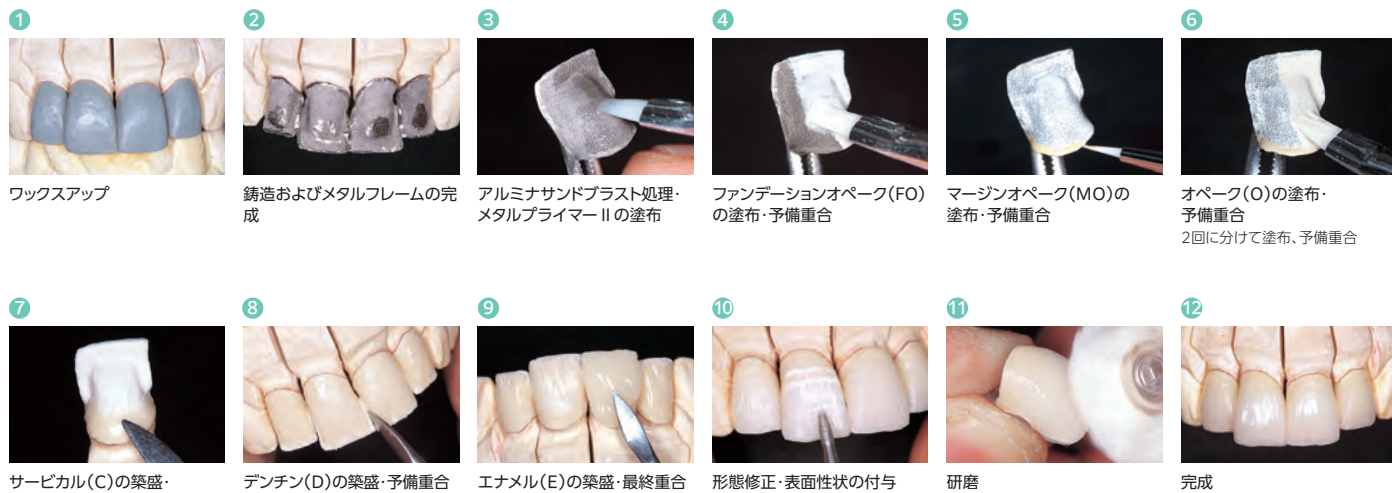 1
2
3
4
5
6
ワックスアップ
鋳造およびメタルフレームの完
成
アルミナサンドブラスト処理・
メタルプライマーⅡの塗布
ファンデーションオペーク(FO)
の塗布・予備重合
マージンオペーク(MO)の
塗布・予備重合
オペーク(O)の塗布・
予備重合
2回に分けて塗布、予備重合
7
8
9
10
11
12
サービカル(C)の築盛・
デンチン(D)の築盛・予備重合
エナメル(E)の築盛・最終重合
形態修正・表面性状の付与
研磨
完成